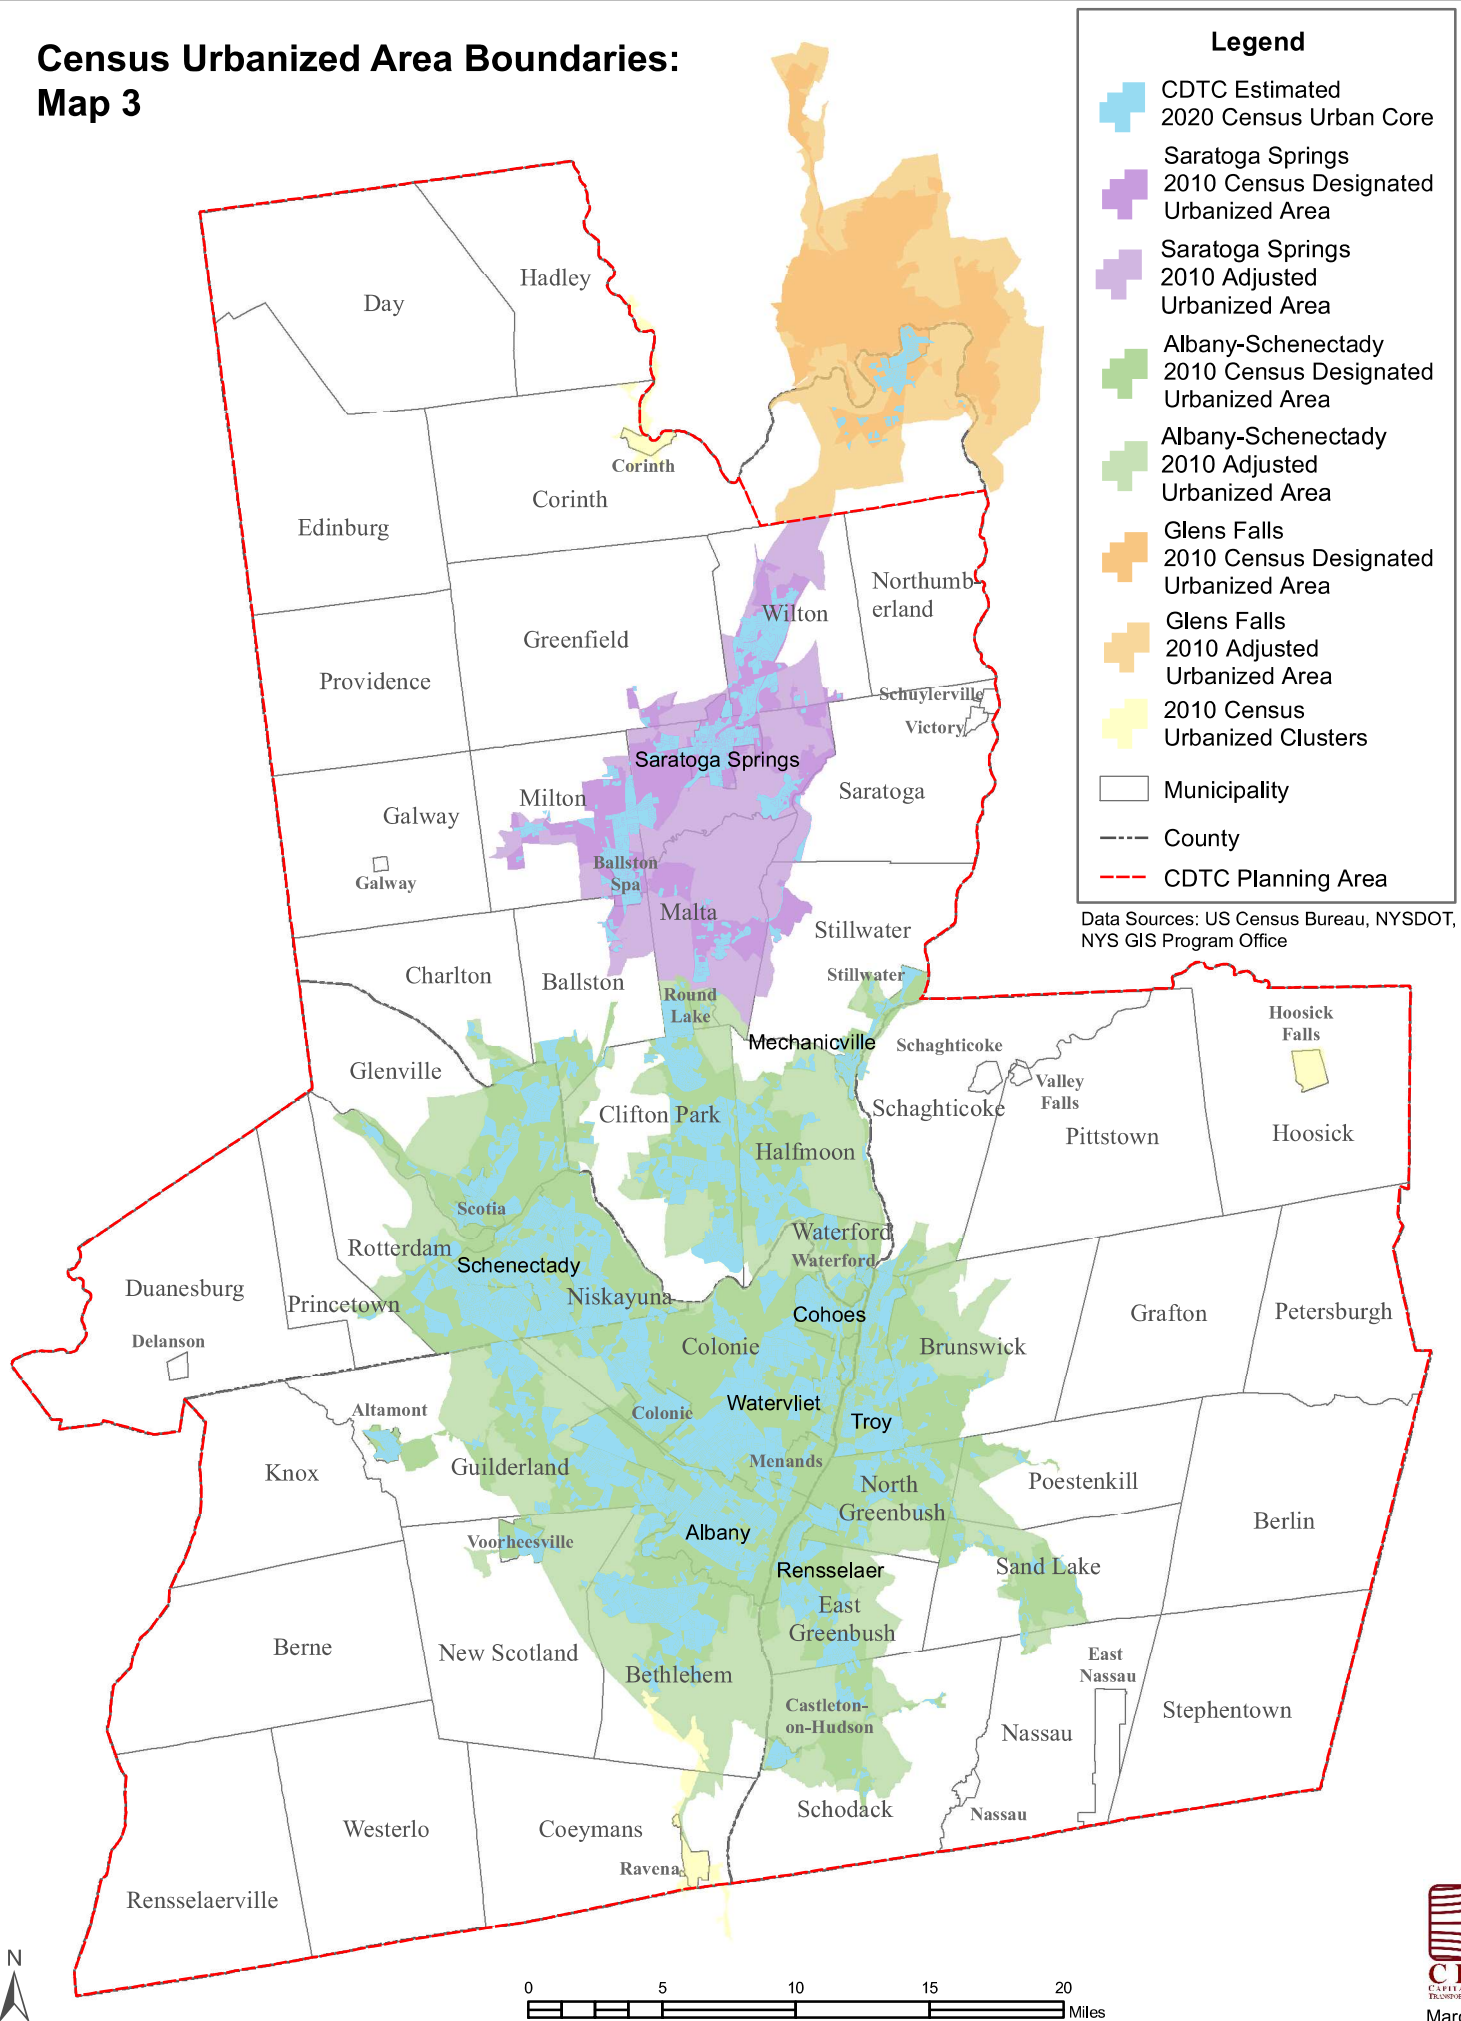 Census Urbanized Area Boundaries:
Map 3
Legend
CDTC Estimated
2020 Census Urban Core
Saratoga Springs
2010 Census Designated
Urbanized Area
Saratoga Springs
2010 Adjusted
Urbanized Area
Albany-Schenectady
2010 Census Designated
Urbanized Area
Albany-Schenectady
2010 Adjusted
Urbanized Area
Glens Falls
2010 Census Designated
Urbanized Area
Glens Falls
2010 Adjusted
Urbanized Area
2010 Census
Urbanized Clusters
Municipality
County
CDTC Planning Area
Data Sources: US Census Bureau, NYSDOT,
NYS GIS Program Office
Hadley
Day
Corinth
Corinth
Edinburg
Northumb-
erland
Wilton
Greenfield
Providence
Schuylerville
Victory
Saratoga Springs
Saratoga
Milton
Galway
Ballston
Spa
Galway
Malta
Stillwater
Charlton
Ballston
Stillwater
Round
Lake
Hoosick
Falls
Mechanicville
Schaghticoke
Glenville
Valley
Falls
Clifton Park
Schaghticoke
Pittstown
Hoosick
Halfmoon
Scotia
Waterford
Rotterdam
Waterford
Schenectady
Duanesburg
Niskayuna
Princetown
Cohoes
Grafton
Petersburgh
Delanson
Colonie
Brunswick
Watervliet
Altamont
Colonie
Troy
Menands
Knox
Guilderland
Poestenkill
North
Greenbush
Berlin
Albany
Voorheesville
Rensselaer
Sand Lake
East
Greenbush
Berne
New Scotland
East
Nassau
Bethlehem
Castleton-
on-Hudson
Stephentown
Nassau
Schodack
Nassau
Westerlo
Coeymans
Ravena
Rensselaerville
N
0 5 10 15 20
Miles